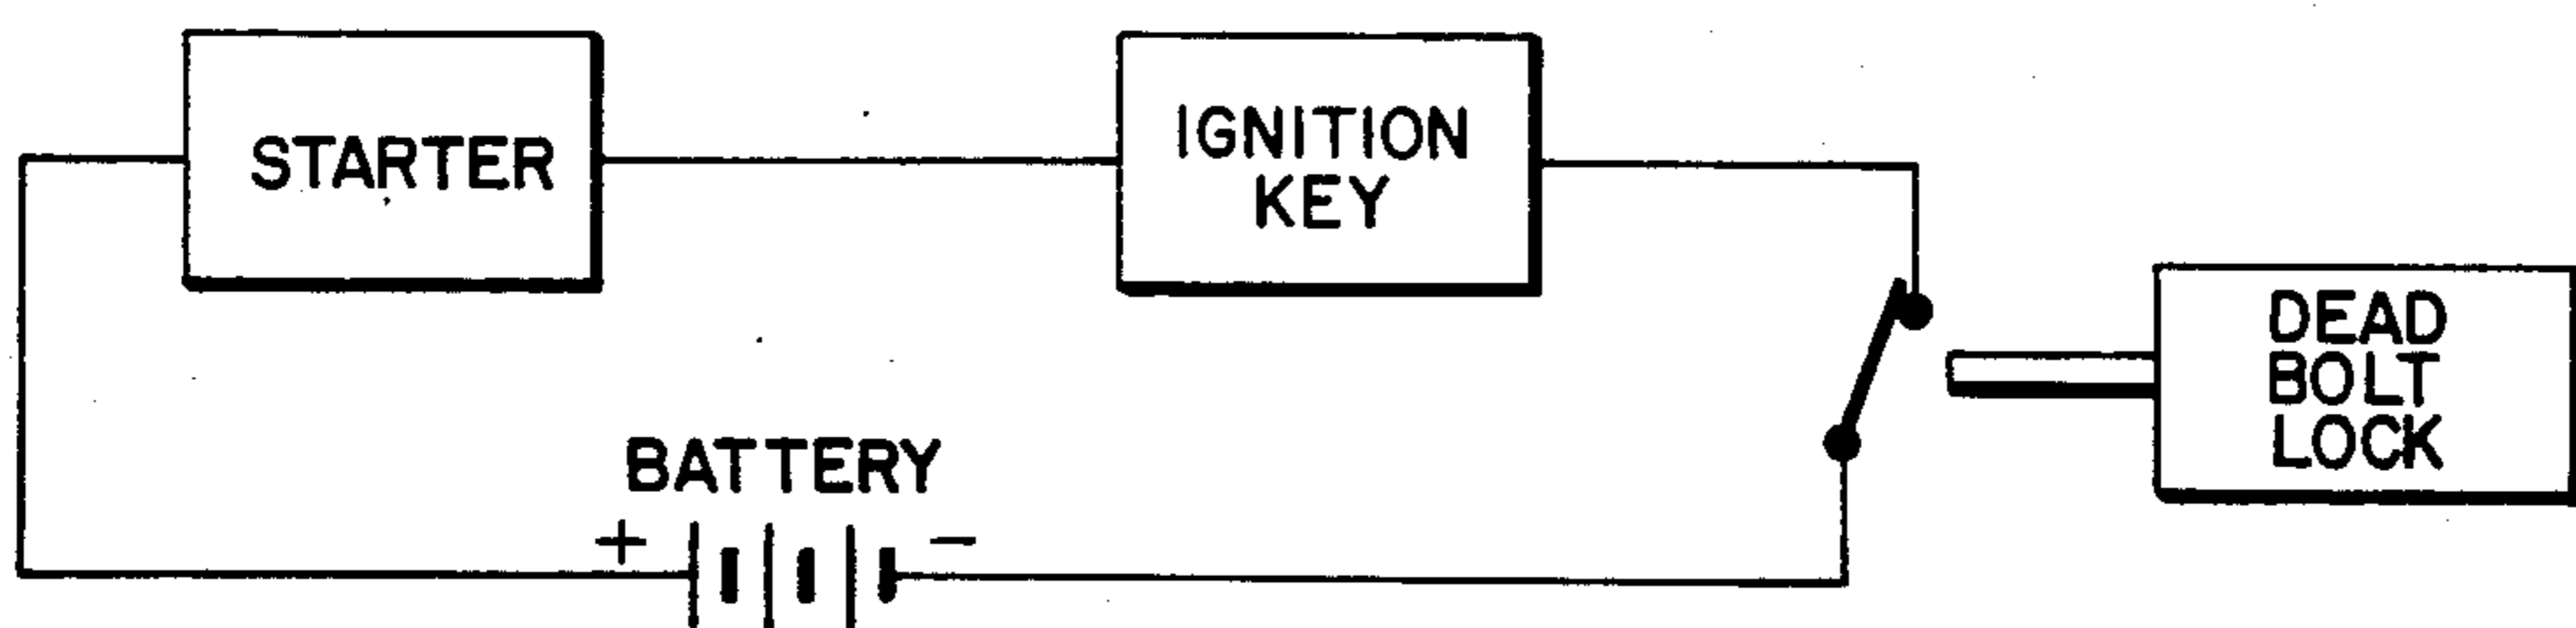 STARTER
IGNITION
KEY
DEAD
BOLT
LOCK
BATTERY
+ −